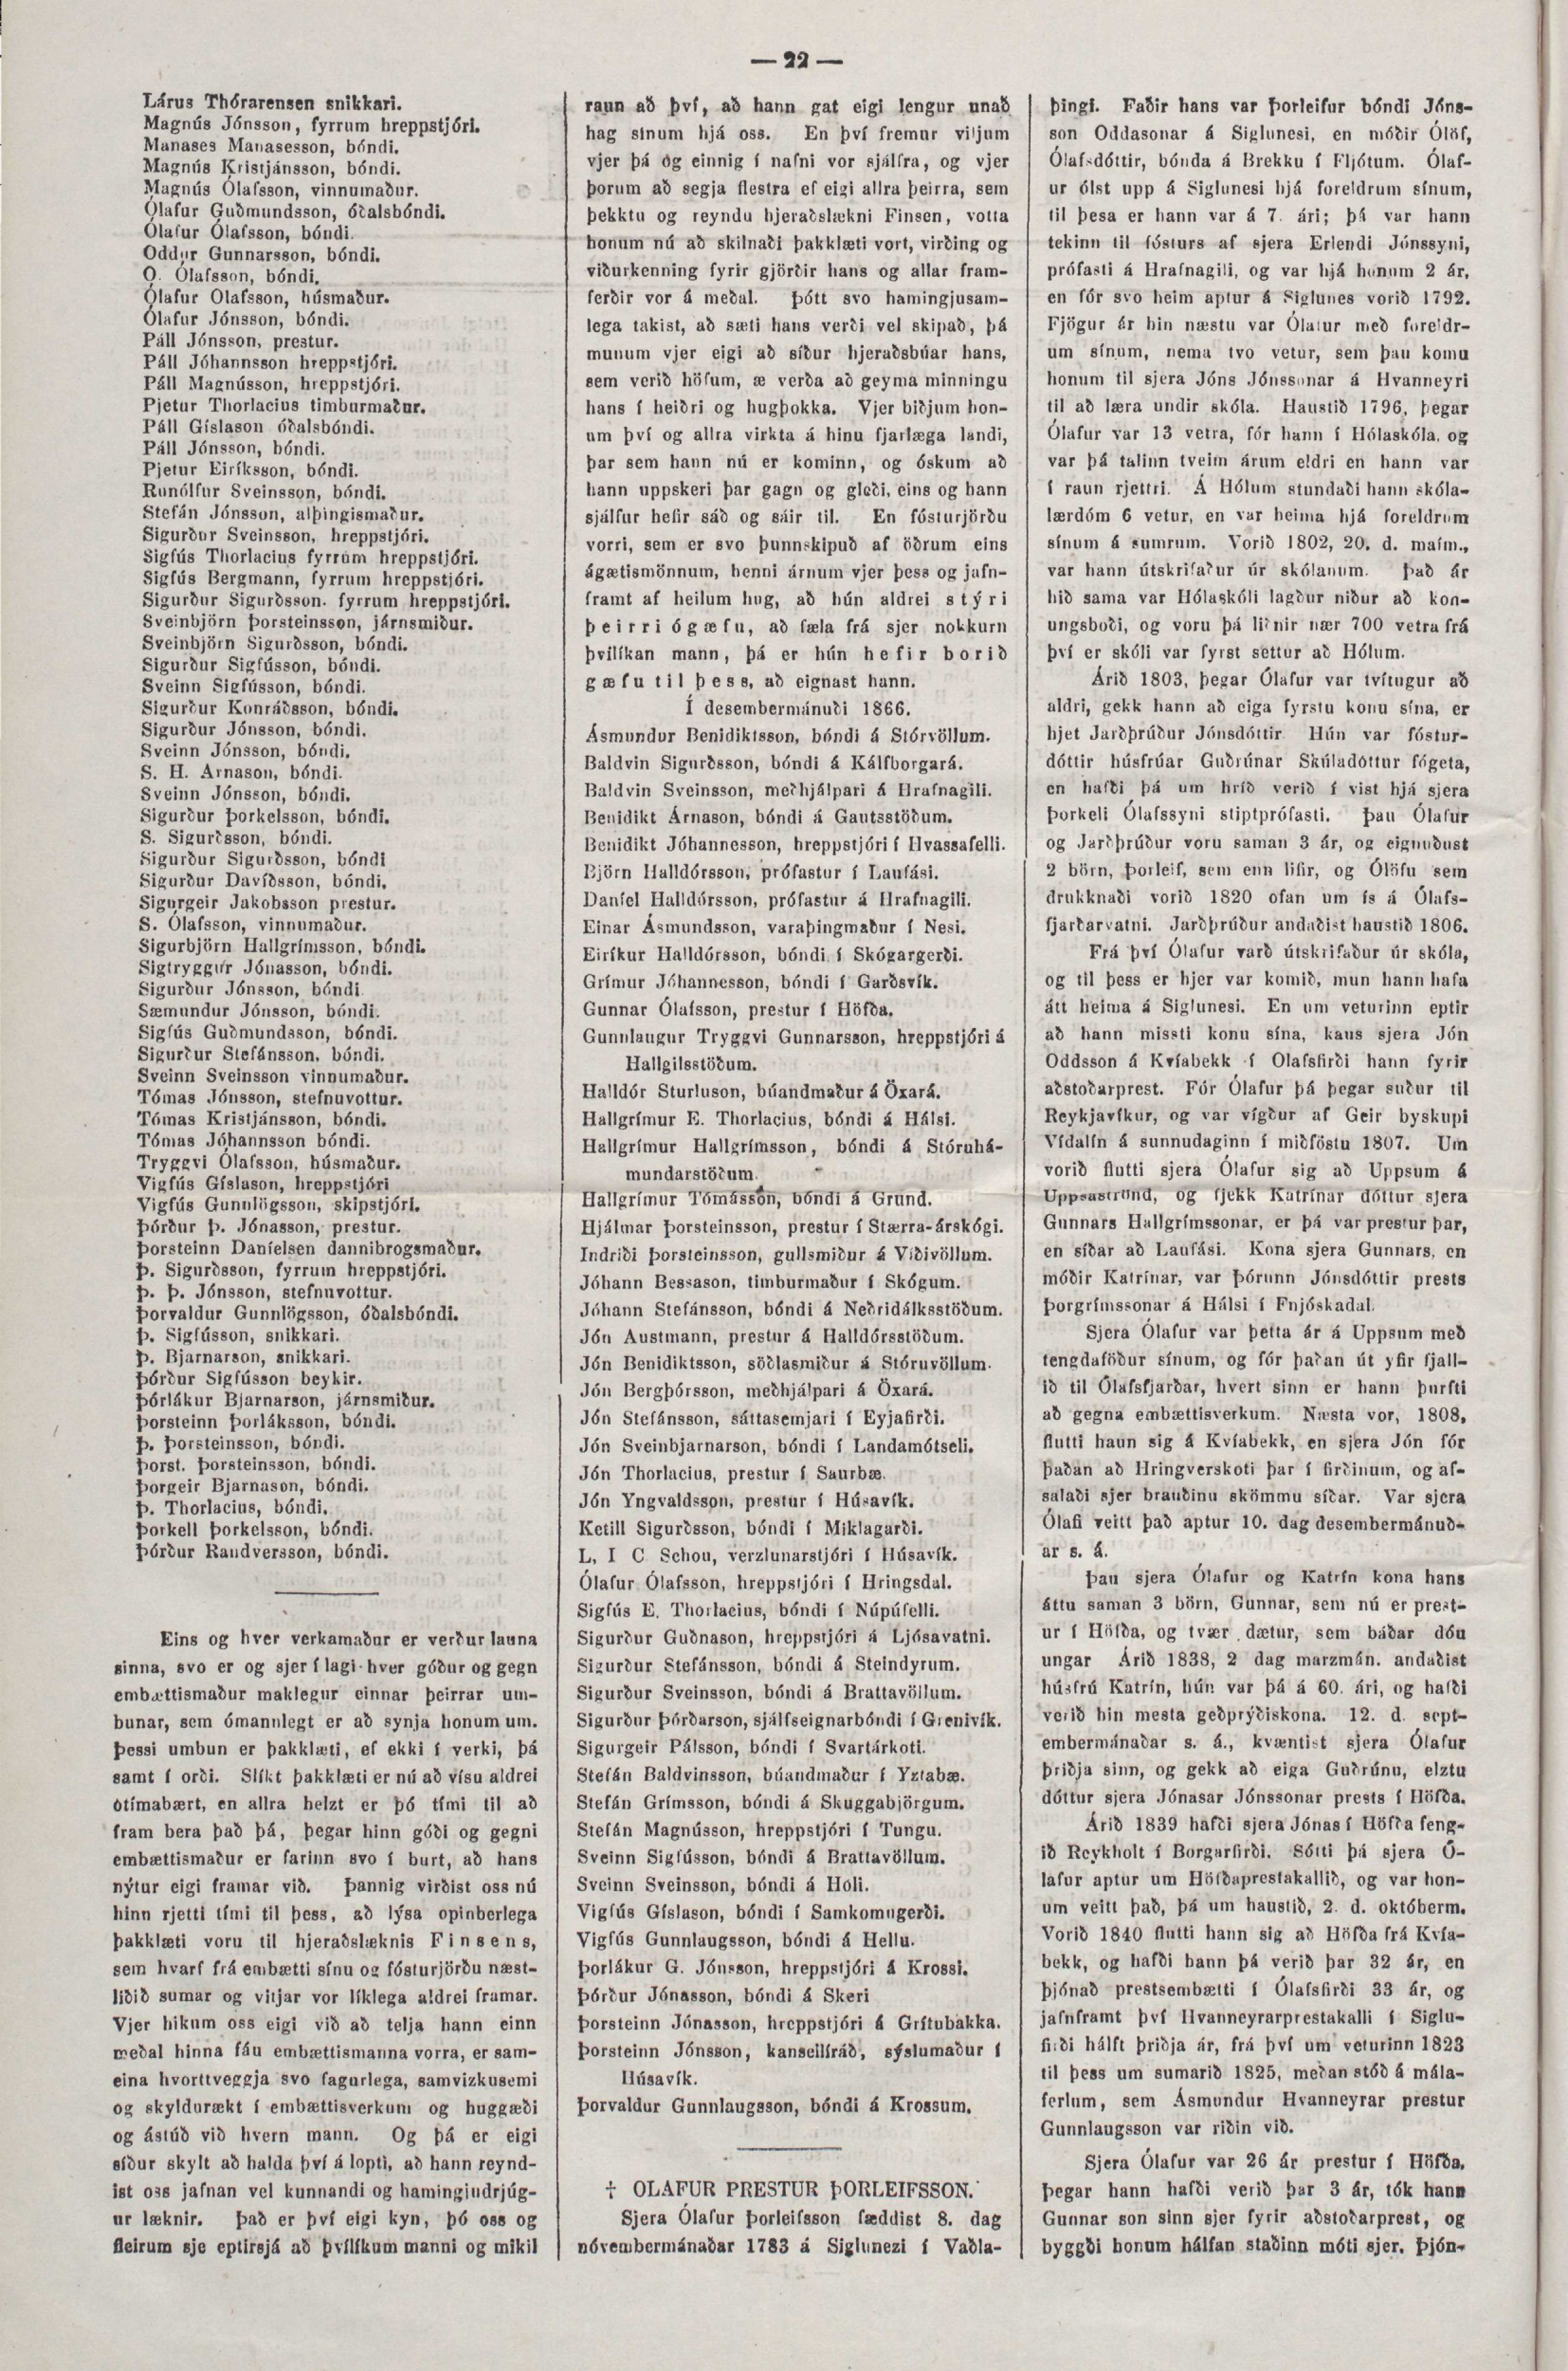 — 22 —
Lárus Thórarensen snikkari.
Magnús Jónsson, fyrrum hreppstjóri.
Manases Manasesson, bóndi.
Magnús Kristjánsson, bóndi.
Magnús Ólafsson, vinnumaður.
Ólafur Guðmundsson, óðalsbóndi.
Ólafur Ólafsson, bóndi.
Oddur Gunnarsson, bóndi.
O. Ólafsson, bóndi.
Ólafur Olafsson, húsmaður.
Ólafur Jónsson, bóndi.
Páll Jónsson, prestur.
Páll Jóhannsson hreppstjóri.
Páll Magnússon, hreppstjóri.
Pjetur Thorlacius timburmaður.
Páll Gíslason óðalsbóndi.
Páll Jónsson, bóndi.
Pjetur Eiríksson, bóndi.
Runólfur Sveinsson, bóndi.
Stefán Jónsson, alþingismaður.
Sigurður Sveinsson, hreppstjóri.
Sigfús Thorlacius fyrrum hreppstjóri.
Sigfús Bergmann, fyrrum hreppstjóri.
Sigurður Sigurðsson. fyrrum hreppstjóri.
Sveinbjörn Þorsteinsson, járnsmiður.
Sveinbjörn Sigurðsson, bóndi.
Sigurður Sigfússon, bóndi.
Sveinn Sigfússon, bóndi.
Sigurður Konráðsson, bóndi.
Sigurður Jónsson, bóndi.
Sveinn Jónsson, bóndi.
S. H. Arnason, bóndi.
Sveinn Jónsson, bóndi.
Sigurður Þorkelsson, bóndi.
S. Sigurðsson, bóndi.
Sigurður Sigurðsson, bóndi
Sigurður Davíðsson, bóndi.
Sigurgeir Jakobsson prestur.
S. Ólafsson, vinnumaður.
Sigurbjörn Hallgrímsson, bóndi.
Sigtryggur Jónasson, bóndi.
Sigurður Jónsson, bóndi
Sæmundur Jónsson, bóndi.
Sigfús Guðmundsson, bóndi.
Sigurður Stefánsson, bóndi.
Sveinn Sveinsson vinnumaður.
Tómas Jónsson, stefnuvottur.
Tómas Kristjánsson, bóndi.
Tómas Jóhannsson bóndi.
Tryggvi Ólafsson, húsmaður.
Vigfús Gíslason, hreppstjóri
Vigfús Gunnlögsson, skipstjóri.
Þórður Þ. Jónasson, prestur.
Þorsteinn Daníelsen dannibrogsmaður.
Þ. Sigurðsson, fyrrum hreppstjóri.
Þ. Þ. Jónsson, stefnuvottur.
Þorvaldur Gunnlögsson, óðalsbóndi.
Þ. Sigfússon, snikkari.
Þ. Bjarnarson, snikkari.
Þórður Sigfússon beykir.
Þórlákur Bjarnarson, járnsmiður.
Þorsteinn Þorláksson, bóndi.
Þ. Þorsteinsson, bóndi.
Þorst. Þorsteinsson, bóndi.
Þorgeir Bjarnason, bóndi.
Þ. Thorlacius, bóndi.
Þorkell Þorkelsson, bóndi.
Þórður Randversson, bóndi.
Eins og hver verkamaður er verður launa
sinna, svo er og sjer í lagi hver góður og gegn
embættismaður maklegur einnar þeirrar um-
bunar, sem ómannlegt er að synja honum um.
Þessi umbun er þakklæti, ef ekki í verki, þá
samt í orði. Slíkt þakklæti er nú að vísu aldrei
ótímabært, en allra helzt er þó tími til að
fram bera það þá, þegar hinn góði og gegni
embættismaður er farinn svo í burt, að hans
nýtur eigi framar við. Þannig virðist oss nú
hinn rjetti tími til þess, að lýsa opinberlega
þakklæti voru til hjeraðslæknis Finsens,
sem hvarf frá embætti sínu og fósturjörðu næst-
liðið sumar og vitjar vor líklega aldrei framar.
Vjer hikum oss eigi við að telja hann einn
meðal hinna fáu embættismanna vorra, er sam-
eina hvorttveggja svo fagurlega, samvizkusemi
og skyldurækt í embættisverkum og huggæði
og ástúð við hvern mann. Og þá er eigi
síður skylt að halda því á lopti, að hann reynd-
ist oss jafnan vel kunnandi og hamingjudrjúg-
ur læknir. Það er því eigi kyn, þó oss og
fleirum sje eptirsjá að þvílíkum manni og mikil
raun að því, að hann gat eigi lengur unað
hag sínum hjá oss. En því fremur viljum
vjer þá og einnig í nafni vor sjálfra, og vjer
þorum að segja flestra ef eigi allra þeirra, sem
þekktu og reyndu hjeraðslækni Finsen, votta
honum nú að skilnaði þakklæti vort, virðing og
viðurkenning fyrir gjörðir hans og allar fram-
ferðir vor á meðal. Þótt svo hamingjusam-
lega takist, að sæti hans verði vel skipað, þá
munum vjer eigi að síður hjeraðsbúar hans,
sem verið höfum, æ verða að geyma minningu
hans í heiðri og hugþokka. Vjer biðjum hon-
um því og allra virkta á hinu fjarlæga landi,
þar sem hann nú er kominn, og óskum að
hann uppskeri þar gagn og gleði, eins og hann
sjálfur hefir sáð og sáir til. En fósturjörðu
vorri, sem er svo þunnskipuð af öðrum eins
ágætismönnum, henni árnum vjer þess og jafn-
framt af heilum hug, að hún aldrei stýri
þeirri ógæfu, að fæla frá sjer nokkurn
þvilíkan mann, þá er hún hefir borið
gæfu til þess, að eignast hann.
Í desembermánuði 1866.
Ásmundur Benidiktsson, bóndi á Stórvöllum.
Baldvin Sigurðsson, bóndi á Kálfborgará.
Baldvin Sveinsson, meðhjálpari á Hrafnagili.
Benidikt Árnason, bóndi á Gautsstöðum.
Benidikt Jóhannesson, hreppstjóri í Hvassafelli.
Björn Halldórsson, prófastur í Laufási.
Daníel Halldórsson, prófastur á Hrafnagili.
Einar Ásmundsson, varaþingmaður í Nesi.
Eiríkur Halldórsson, bóndi í Skógargerði.
Grímur Jóhannesson, bóndi í Garðsvík.
Gunnar Ólafsson, prestur í Höfða.
Gunnlaugur Tryggvi Gunnarsson, hreppstjóri á
Hallgilsstöðum.
Halldór Sturluson, búandmaður á Öxará.
Hallgrímur E. Thorlacius, bóndi á Hálsi.
Hallgrímur Hallgrímsson, bóndi á Stóruhá-
mundarstöðum.
Hallgrímur Tómásson, bóndi á Grund.
Hjálmar Þorsteinsson, prestur í Stærra-árskógi.
Indriði Þorsteinsson, gullsmiður á Víðivöllum.
Jóhann Bessason, timburmaður í Skógum.
Jóhann Stefánsson, bóndi á Neðridálksstöðum.
Jón Austmann, prestur á Halldórsstöðum.
Jón Benidiktsson, söðlasmiður á Stóruvöllum.
Jón Bergþórsson, meðhjálpari á Öxará.
Jón Stefánsson, sáttasemjari í Eyjafirði.
Jón Sveinbjarnarson, bóndi í Landamótseli.
Jón Thorlacius, prestur í Saurbæ.
Jón Yngvaldsson, prestur í Húsavík.
Ketill Sigurðsson, bóndi í Miklagarði.
L. I C Schou, verzlunarstjóri í Húsavík.
Ólafur Ólafsson, hreppstjóri í Hringsdal.
Sigfús E. Thorlacius, bóndi í Núpúfelli.
Sigurður Guðnason, hreppstjóri á Ljósavatni.
Sigurður Stefánsson, bóndi á Steindyrum.
Sigurður Sveinsson, bóndi á Brattavöllum.
Sigurður Þórðarson, sjálfseignarbóndi í Grenivík.
Sigurgeir Pálsson, bóndi í Svartárkoti.
Stefán Baldvinsson, búandmaður í Yztabæ.
Stefán Grímsson, bóndi á Skuggabjörgum.
Stefán Magnússon, hreppstjóri í Tungu.
Sveinn Sigfússon, bóndi á Brattavöllum.
Sveinn Sveinsson, bóndi á Holi.
Vigfús Gíslason, bóndi í Samkomugerði.
Vigfús Gunnlaugsson, bóndi á Hellu.
Þorlákur G. Jónsson, hreppstjóri á Krossi.
Þórður Jónasson, bóndi á Skeri
Þorsteinn Jónasson, hreppstjóri á Grítubakka.
Þorsteinn Jónsson, kansellíráð, sýslumaður í
Húsavík.
Þorvaldur Gunnlaugsson, bóndi á Krossum.
† OLAFUR PRESTUR ÞORLEIFSSON.
Sjera Ólafur Þorleifsson fæddist 8. dag
nóvembermánaðar 1783 á Siglunezi í Vaðla-
þingi. Faðir hans var Þorleifur bóndi Jóns-
son Oddasonar á Siglunesi, en móðir Ólöf,
Ólafsdóttir, bónda á Brekku í Fljótum. Ólaf-
ur ólst upp á Siglunesi hjá foreldrum sínum,
til þesa er hann var á 7. ári; þá var hann
tekinn til fósturs af sjera Erlendi Jónssyni,
prófasti á Hrafnagili, og var hjá honum 2 ár,
en fór svo heim aptur á Siglunes vorið 1792.
Fjögur ár hin næstu var Ólafur með foreldr-
um sínum, nema tvo vetur, sem þau komu
honum til sjera Jóns Jónssonar á Hvanneyri
til að læra undir skóla. Haustið 1796, þegar
Ólafur var 13 vetra, fór hann í Hólaskóla, og
var þá talinn tveim árum eldri en hann var
í raun rjettri. Á Hólum stundaði hann skóla-
lærdóm 6 vetur, en var heima hjá foreldrum
sínum á sumrum. Vorið 1802, 20. d. maím.,
var hann útskrifaður úr skólanum. Það ár
hið sama var Hólaskóli lagður niður að kon-
ungsboði, og voru þá liðnir nær 700 vetra frá
því er skóli var fyrst settur að Hólum.
Árið 1803, þegar Ólafur var tvítugur að
aldri, gekk hann að eiga fyrstu konu sína, er
hjet Jarðþrúður Jónsdóttir Hún var fóstur-
dóttir húsfrúar Guðrúnar Skúladóttur fógeta,
en hafði þá um hríð verið í vist hjá sjera
Þorkeli Ólafssyni stiptprófasti. Þau Ólafur
og Jarðþrúður voru saman 3 ár, og eignuðust
2 börn, Þorleif, sem enn lifir, og Ólöfu sem
drukknaði vorið 1820 ofan um ís á Ólafs-
fjarðarvatni. Jarðþrúður andaðist haustið 1806.
Frá því Ólafur varð útskrifaður úr skóla,
og til þess er hjer var komið, mun hann hafa
átt heima á Siglunesi. En um veturinn eptir
að hann missti konu sína, kaus sjera Jón
Oddsson á Kvíabekk í Olafsfirði hann fyrir
aðstoðarprest. Fór Ólafur þá þegar suður til
Reykjavíkur, og var vígður af Geir byskupi
Vídalín á sunnudaginn í miðföstu 1807. Um
vorið flutti sjera Ólafur sig að Uppsum á
Uppsaströnd, og fjekk Katrínar dóttur sjera
Gunnars Hallgrímssonar, er þá var prestur þar,
en síðar að Laufási. Kona sjera Gunnars, en
móðir Katrínar, var Þórunn Jónsdóttir prests
Þorgrímssonar á Hálsi í Fnjóskadal.
Sjera Ólafur var þetta ár á Uppsum með
tengdaföður sínum, og fór þaðan út yfir fjall-
ið til Ólafsfjarðar, hvert sinn er hann þurfti
að gegna embættisverkum. Næsta vor, 1808,
flutti hann sig á Kvíabekk, en sjera Jón fór
þaðan að Hringverskoti þar í firðinum, og af-
salaði sjer brauðinu skömmu síðar. Var sjera
Ólafi veitt það aptur 10. dag desembermánuð-
ar s. á.
Þau sjera Ólafur og Katrín kona hans
áttu saman 3 börn, Gunnar, sem nú er prest-
ur í Höfða, og tvær dætur, sem báðar dóu
ungar Árið 1838, 2 dag marzmán. andaðist
húsfrú Katrín, hún var þá á 60. ári, og hafði
verið hin mesta geðprýðiskona. 12. d. sept-
embermánaðar s. á., kvæntist sjera Ólafur
þriðja sinn, og gekk að eiga Guðrúnu, elztu
dóttur sjera Jónasar Jónssonar prests í Höfða.
Árið 1839 hafði sjera Jónas í Höfða feng-
ið Reykholt í Borgarfirði. Sótti þá sjera Ó-
lafur aptur um Höfðaprestakallið, og var hon-
um veitt það, þá um haustið, 2. d. októberm.
Vorið 1840 flutti hann sig að Höfða frá Kvía-
bekk, og hafði hann þá verið þar 32 ár, en
þjónað prestsembætti í Ólafsfirði 33 ár, og
jafnframt því Hvanneyrarprestakalli í Siglu-
firði hálft þriðja ár, frá því um veturinn 1823
til þess um sumarið 1825, meðan stóð á mála-
ferlum, sem Ásmundur Hvanneyrar prestur
Gunnlaugsson var riðin við.
Sjera Ólafur var 26 ár prestur í Höfða,
þegar hann hafði verið þar 3 ár, tók hann
Gunnar son sinn sjer fyrir aðstoðarprest, og
byggði honum hálfan staðinn móti sjer. Þjón-